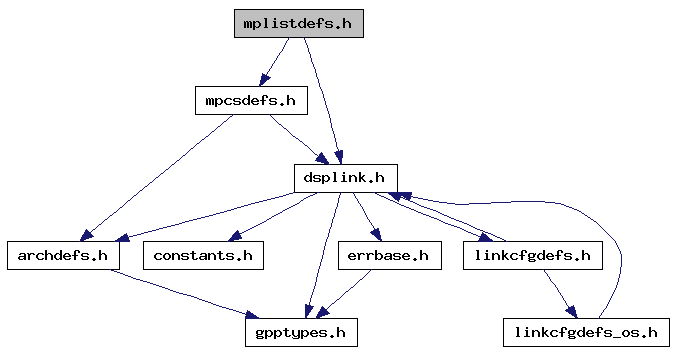 mplistdefs.h
mpcsdefs.h
dsplink.h
archdefs.h
constants.h
errbase.h
linkcfgdefs.h
gpptypes.h
linkcfgdefs_os.h